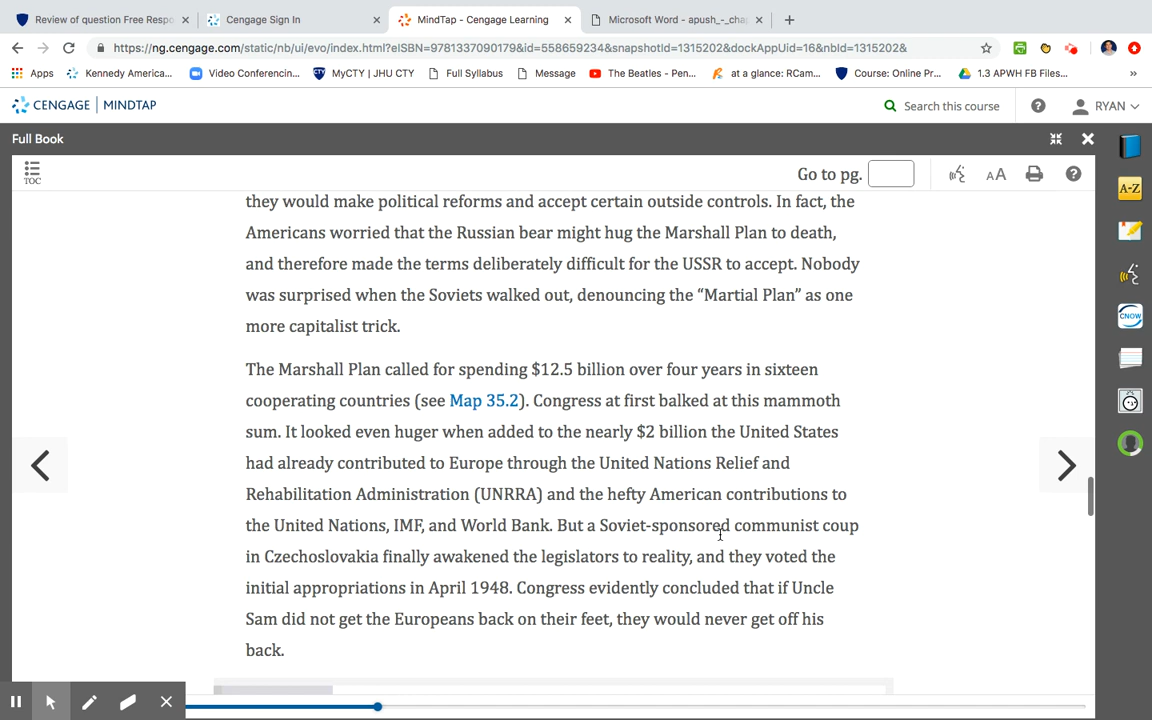 Review of question Free Respo
Cengage Sign In
MindTap - Cengage Learning
Microsoft Word - apush_-_chap
https://ng.cengage.com/static/nb/ui/evo/index.html?eISBN=9781337090179&id=558659234&snapshotId=1315202&dockAppUid=16&nbId=1315202&
Apps
Kennedy America...
Video Conferencin...
CTY
MyCTY | JHU CTY
Full Syllabus
Message
The Beatles - Pen...
at a glance: RCam...
Course: Online Pr...
1.3 APWH FB Files...
»
CENGAGE | MINDTAP
Search this course
RYAN
Full Book
TOC
Go to pg.
AA
A-Z
CNOW
they would make political reforms and accept certain outside controls. In fact, the
Americans worried that the Russian bear might hug the Marshall Plan to death,
and therefore made the terms deliberately difficult for the USSR to accept. Nobody
was surprised when the Soviets walked out, denouncing the “Martial Plan” as one
more capitalist trick.
The Marshall Plan called for spending $12.5 billion over four years in sixteen
cooperating countries (see Map 35.2). Congress at first balked at this mammoth
sum. It looked even huger when added to the nearly $2 billion the United States
had already contributed to Europe through the United Nations Relief and
Rehabilitation Administration (UNRRA) and the hefty American contributions to
the United Nations, IMF, and World Bank. But a Soviet-sponsored communist coup
in Czechoslovakia finally awakened the legislators to reality, and they voted the
initial appropriations in April 1948. Congress evidently concluded that if Uncle
Sam did not get the Europeans back on their feet, they would never get off his
back.